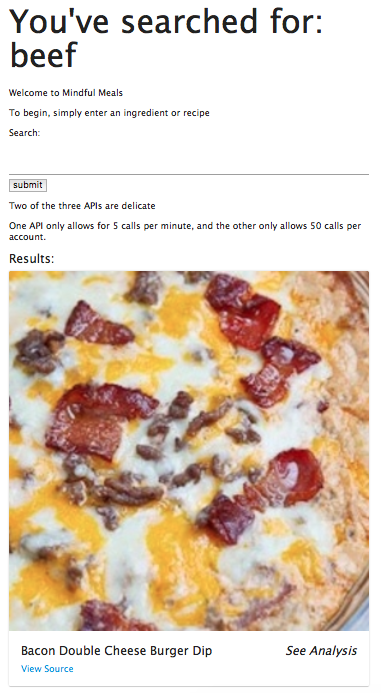 You've searched for:
beef
Welcome to Mindful Meals
To begin, simply enter an ingredient or recipe
Search:
submit
Two of the three APIs are delicate
One API only allows for 5 calls per minute, and the other only allows 50 calls per
account.
Results:
Bacon Double Cheese Burger Dip See Analysis
View Source